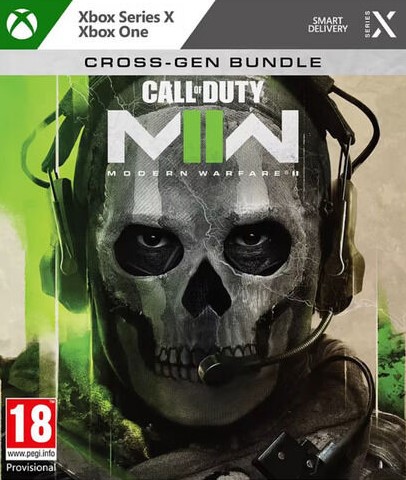 Xbox Series X
Xbox One
SMART
DELIVERY
SERIES X
CROSS-GEN BUNDLE
CALL OF DUTY
MWII
MODERN WARFARE® II
18
www.pegi.info
Provisional